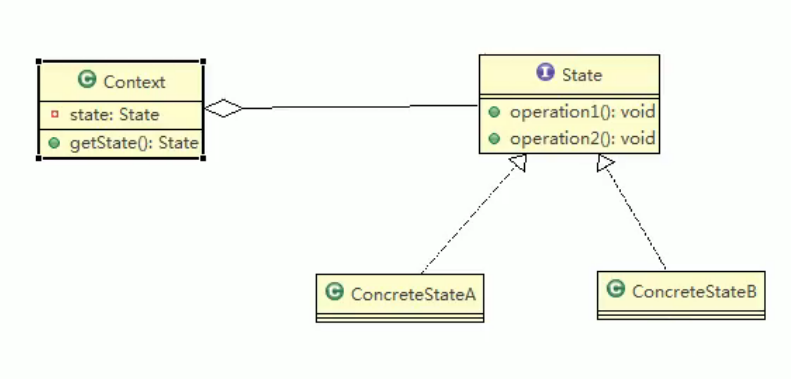 C Context
state: State
getState(): State
I State
operation1(): void
operation2(): void
C ConcreteStateA
C ConcreteStateB